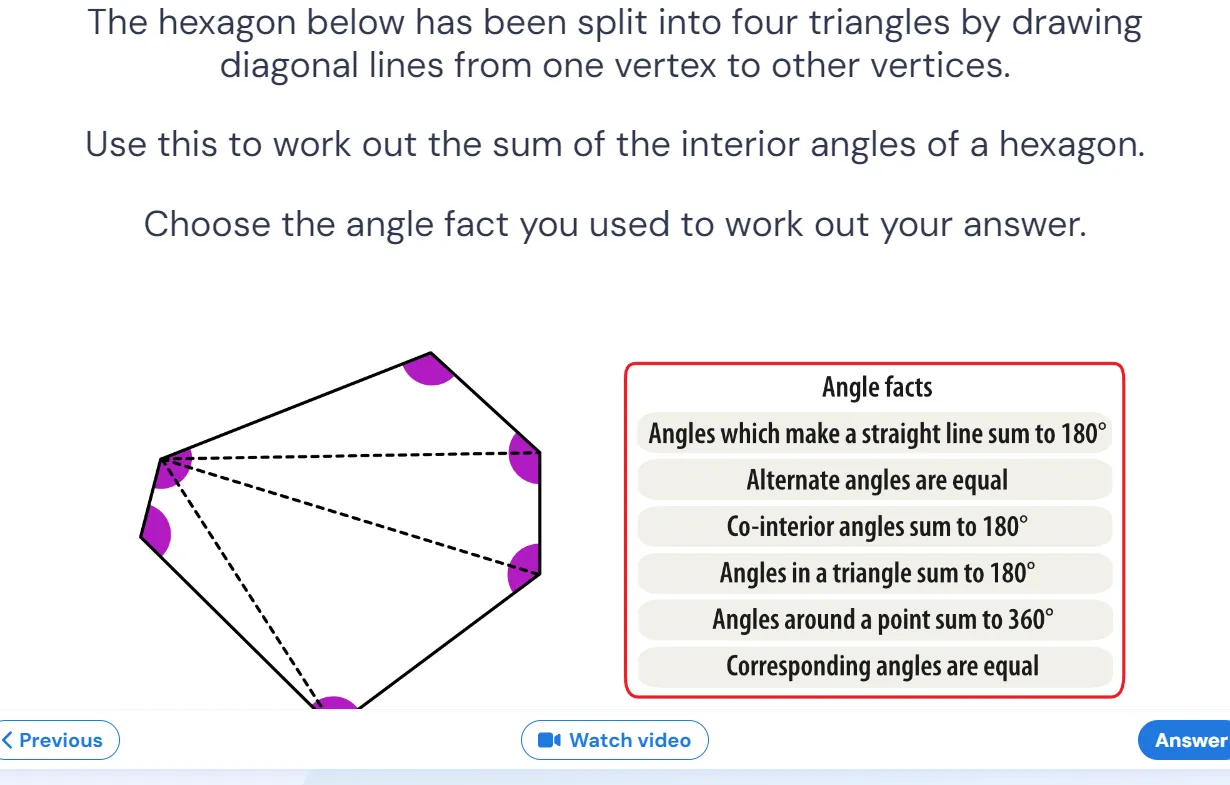 The hexagon below has been split into four triangles by drawing
diagonal lines from one vertex to other vertices.
Use this to work out the sum of the interior angles of a hexagon.
Choose the angle fact you used to work out your answer.
Angle facts
Angles which make a straight line sum to 180°
Alternate angles are equal
Co-interior angles sum to 180°
Angles in a triangle sum to 180°
Angles around a point sum to 360°
Corresponding angles are equal
Previous
Watch video
Answer